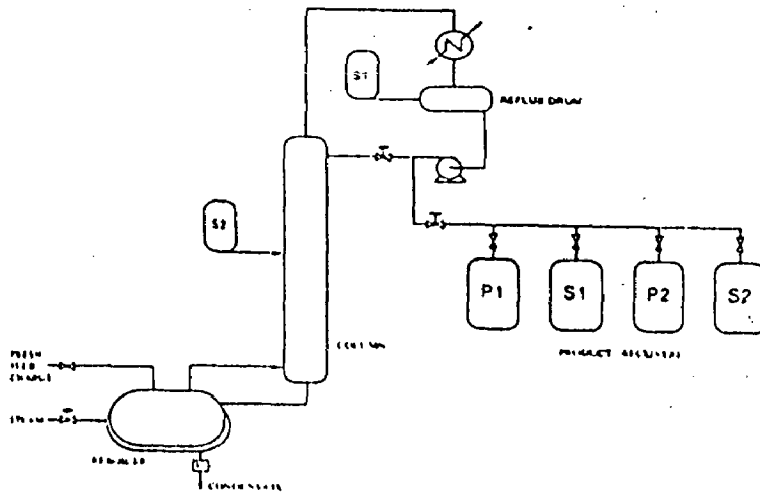 S1
REFLUX DRUM
S2
P1
S1
P2
S2
COLUMN
PRODUCT RECEIVERS
FRESH
FEED
CHARGE
STEAM
REBOILER
CONDENSATE